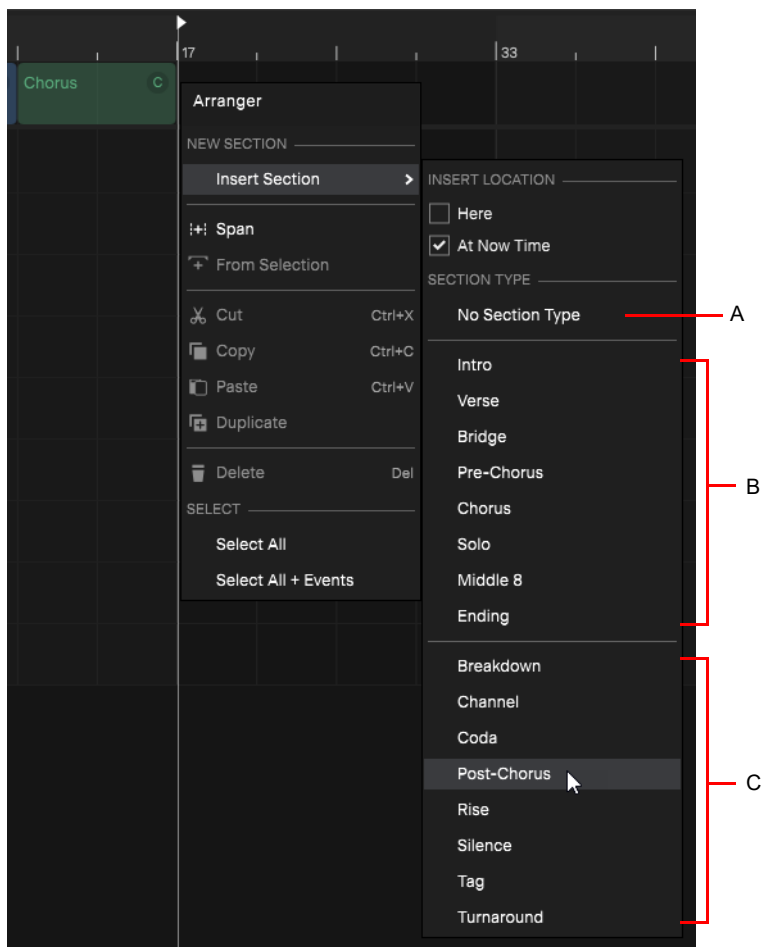 17
33
Chorus C
Arranger
NEW SECTION
Insert Section
Span
From Selection
Cut Ctrl+X
Copy Ctrl+C
Paste Ctrl+V
Duplicate
Delete Del
SELECT
Select All
Select All + Events
INSERT LOCATION
Here
At Now Time
SECTION TYPE
No Section Type
A
Intro
Verse
Bridge
Pre-Chorus
Chorus
Solo
Middle 8
Ending
B
Breakdown
Channel
Coda
Post-Chorus
Rise
Silence
Tag
Turnaround
C